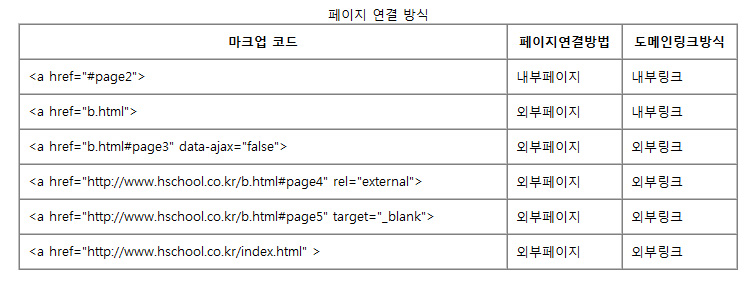 페이지 연결 방식
마크업 코드 페이지연결방법 도메인링크방식
<a href="#page2"> 내부페이지 내부링크
<a href="b.html"> 외부페이지 내부링크
<a href="b.html#page3" data-ajax="false"> 외부페이지 외부링크
<a href="http://www.hschool.co.kr/b.html#page4" rel="external"> 외부페이지 외부링크
<a href="http://www.hschool.co.kr/b.html#page5" target="_blank"> 외부페이지 외부링크
<a href="http://www.hschool.co.kr/index.html" > 외부페이지 외부링크